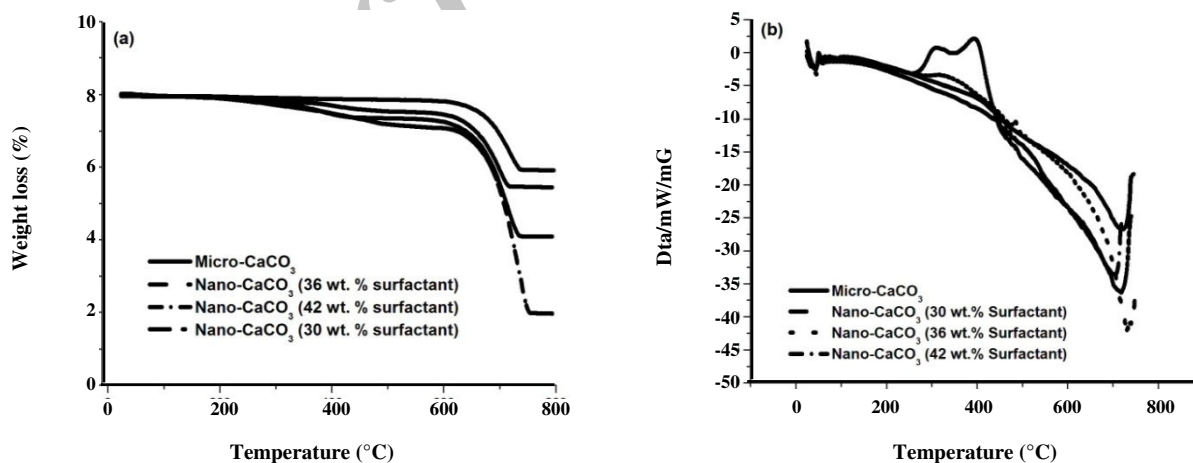 (a)
Weight loss (%)
10
8
6
4
2
0
Micro-CaCO3
Nano-CaCO3 (36 wt. % surfactant)
Nano-CaCO3 (42 wt. % surfactant)
Nano-CaCO3 (30 wt. % surfactant)
0 200 400 600 800
Temperature (°C)
(b)
Dta/mW/mG
5
0
-5
-10
-15
-20
-25
-30
-35
-40
-45
-50
Micro-CaCO3
Nano-CaCO3 (30 wt.% Surfactant)
Nano-CaCO3 (36 wt.% Surfactant)
Nano-CaCO3 (42 wt.% Surfactant)
0 200 400 600 800
Temperature (°C)